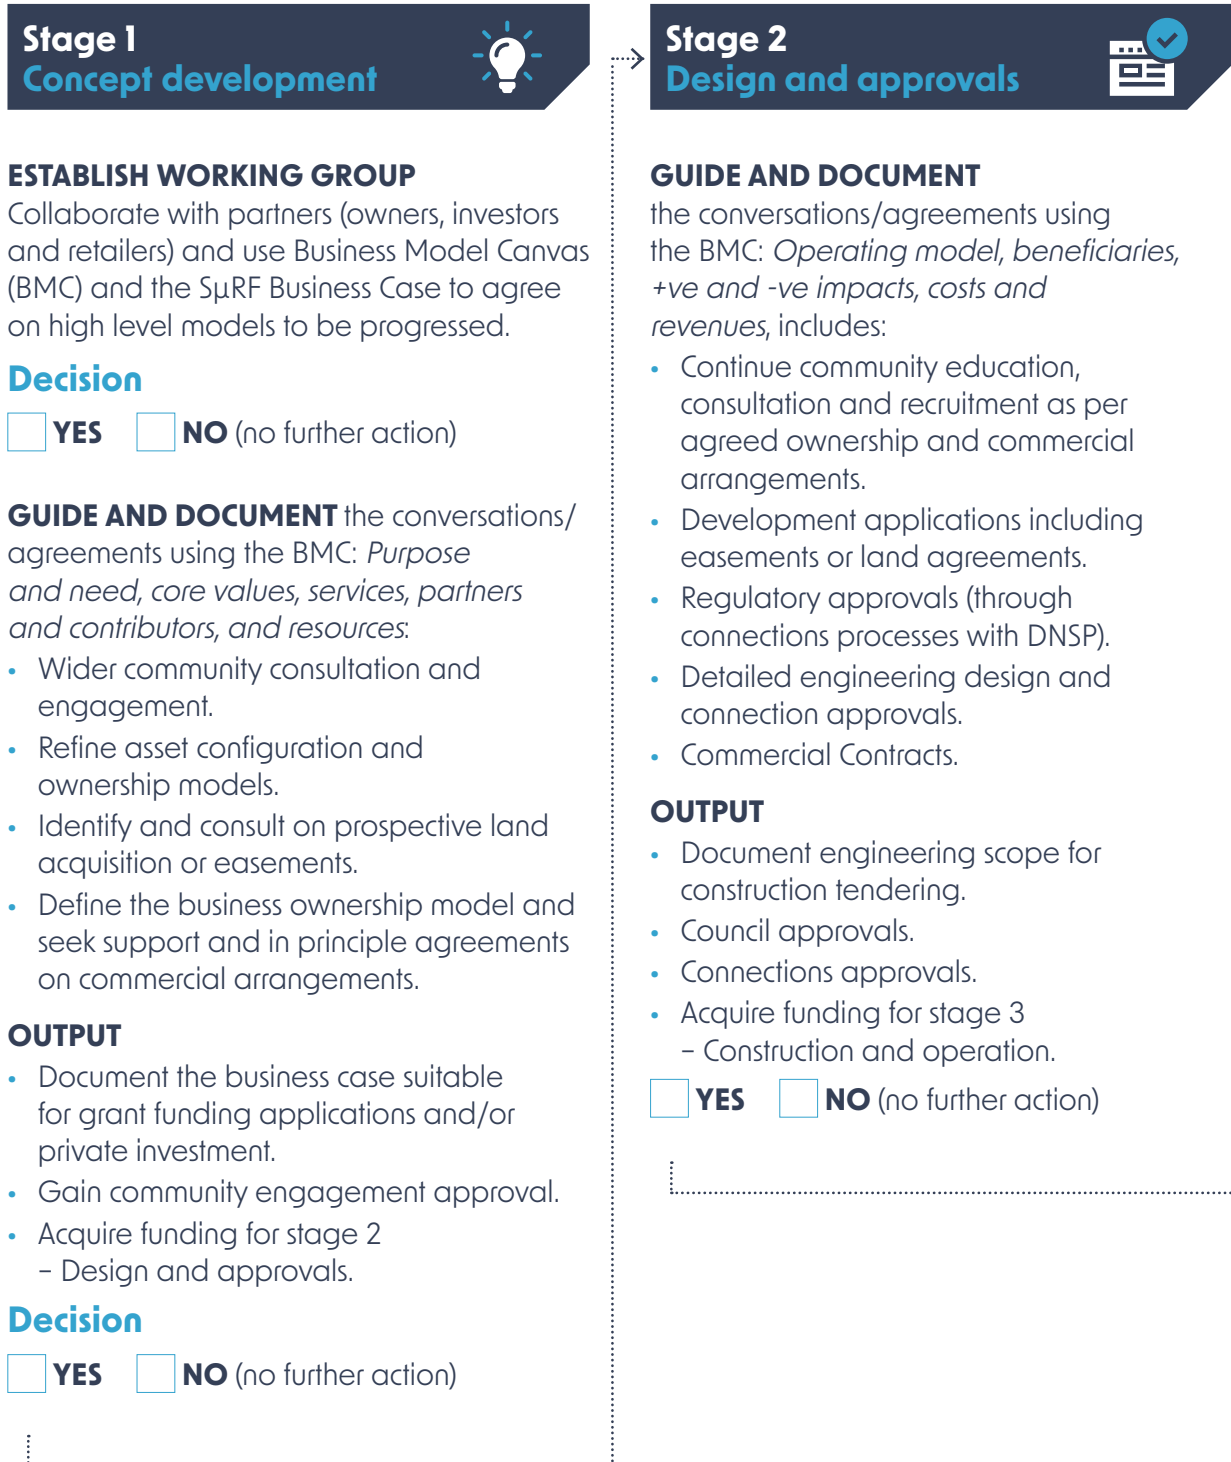 Stage 1
Concept development
ESTABLISH WORKING GROUP
Collaborate with partners (owners, investors
and retailers) and use Business Model Canvas
(BMC) and the SµRF Business Case to agree
on high level models to be progressed.
Decision
YES NO (no further action)
GUIDE AND DOCUMENT the conversations/
agreements using the BMC: Purpose
and need, core values, services, partners
and contributors, and resources:
• Wider community consultation and
engagement.
• Refine asset configuration and
ownership models.
• Identify and consult on prospective land
acquisition or easements.
• Define the business ownership model and
seek support and in principle agreements
on commercial arrangements.
OUTPUT
• Document the business case suitable
for grant funding applications and/or
private investment.
• Gain community engagement approval.
• Acquire funding for stage 2
– Design and approvals.
Decision
YES NO (no further action)
Stage 2
Design and approvals
GUIDE AND DOCUMENT
the conversations/agreements using
the BMC: Operating model, beneficiaries,
+ve and -ve impacts, costs and
revenues, includes:
• Continue community education,
consultation and recruitment as per
agreed ownership and commercial
arrangements.
• Development applications including
easements or land agreements.
• Regulatory approvals (through
connections processes with DNSP).
• Detailed engineering design and
connection approvals.
• Commercial Contracts.
OUTPUT
• Document engineering scope for
construction tendering.
• Council approvals.
• Connections approvals.
• Acquire funding for stage 3
– Construction and operation.
YES NO (no further action)